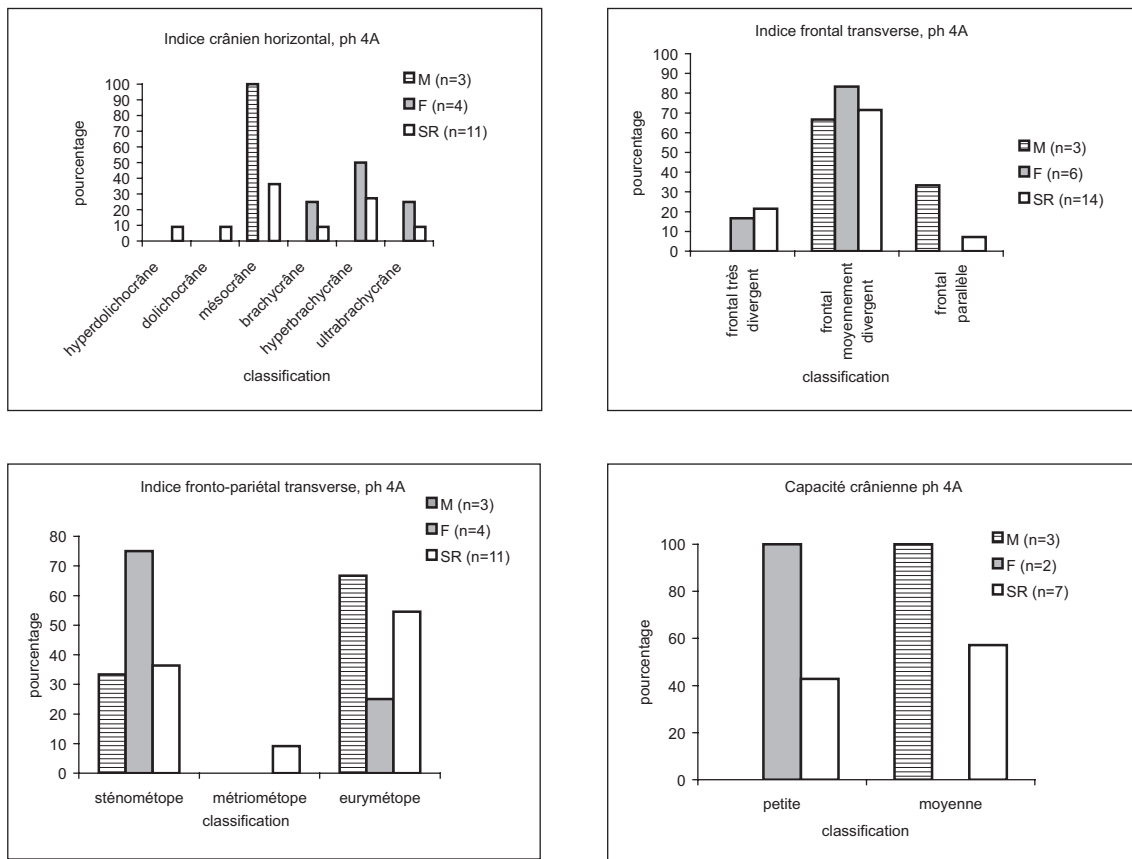 Indice crânien horizontal, ph 4A
pourcentage
100
90
80
70
60
50
40
30
20
10
0
M (n=3)
F (n=4)
SR (n=11)
hyperdolichocrâne
dolichocrâne
mésocrâne
brachycrâne
hyperbrachycrâne
ultrabrachycrâne
classification
Indice frontal transverse, ph 4A
pourcentage
100
90
80
70
60
50
40
30
20
10
0
M (n=3)
F (n=6)
SR (n=14)
frontal très
divergent
frontal
moyennement
divergent
frontal
parallèle
classification
Indice fronto-pariétal transverse, ph 4A
M (n=3)
F (n=4)
SR (n=11)
pourcentage
80
70
60
50
40
30
20
10
0
sténométope
métriométope
eurymétope
classification
Capacité crânienne ph 4A
M (n=3)
F (n=2)
SR (n=7)
pourcentage
100
80
60
40
20
0
petite
moyenne
classification